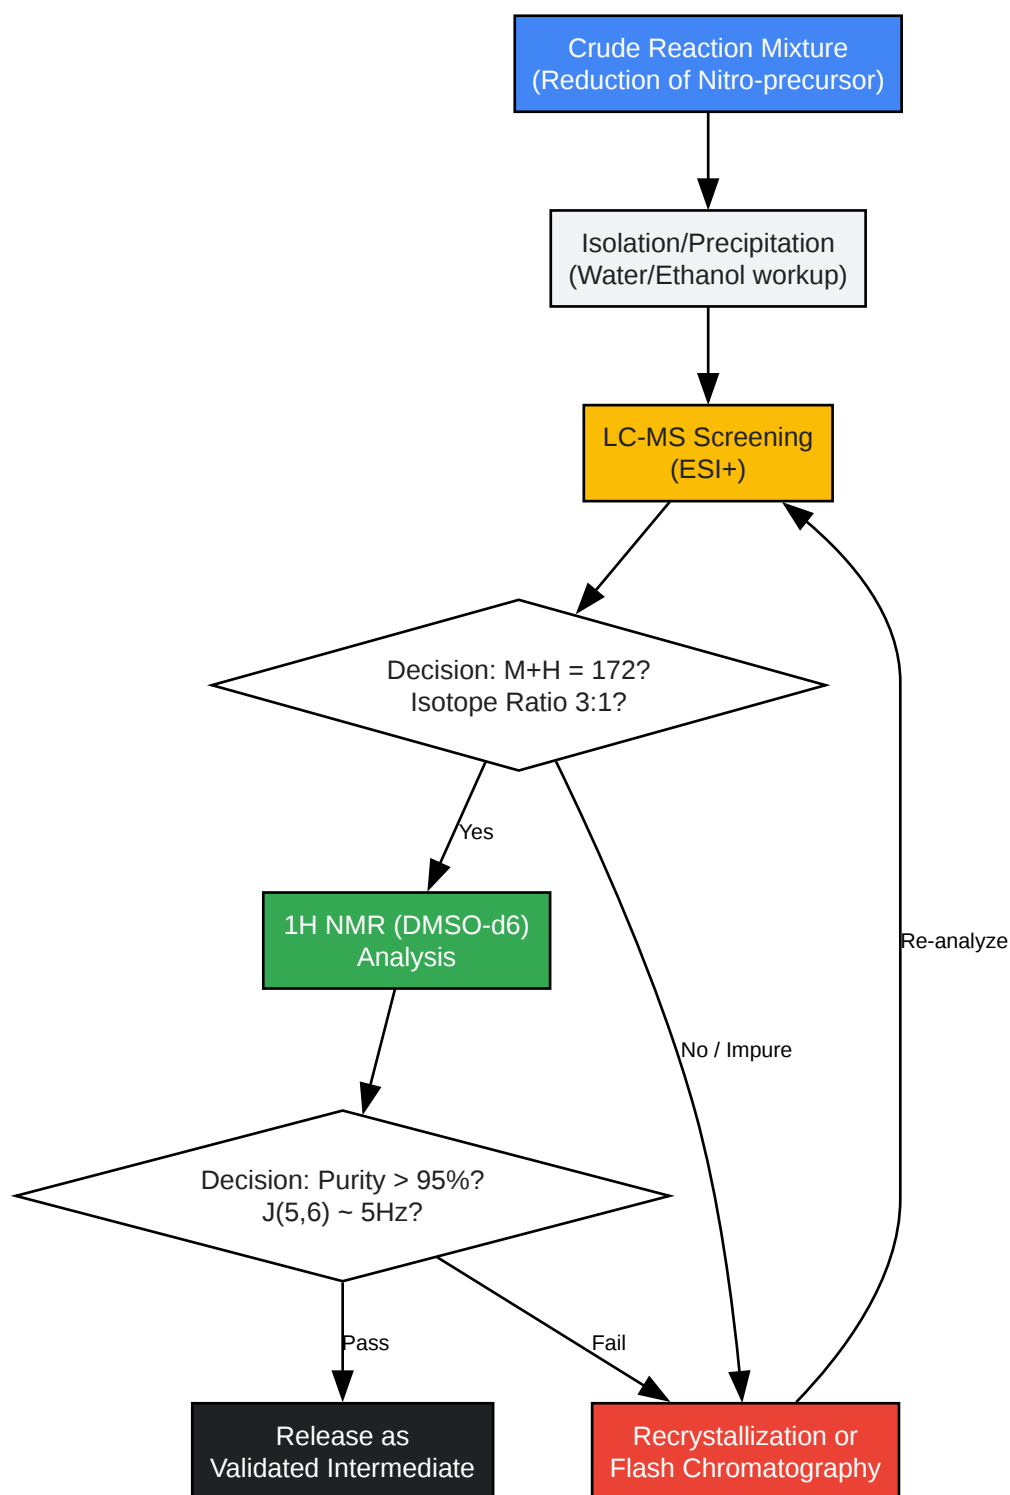 Crude Reaction Mixture
(Reduction of Nitro-precursor)
Isolation/Precipitation
(Water/Ethanol workup)
LC-MS Screening
(ESI+)
Decision: M+H = 172?
Isotope Ratio 3:1?
Yes
1H NMR (DMSO-d6)
Analysis
Re-analyze
No / Impure
Decision: Purity > 95%?
J(5,6) ~ 5Hz?
Pass
Fail
Release as
Validated Intermediate
Recrystallization or
Flash Chromatography